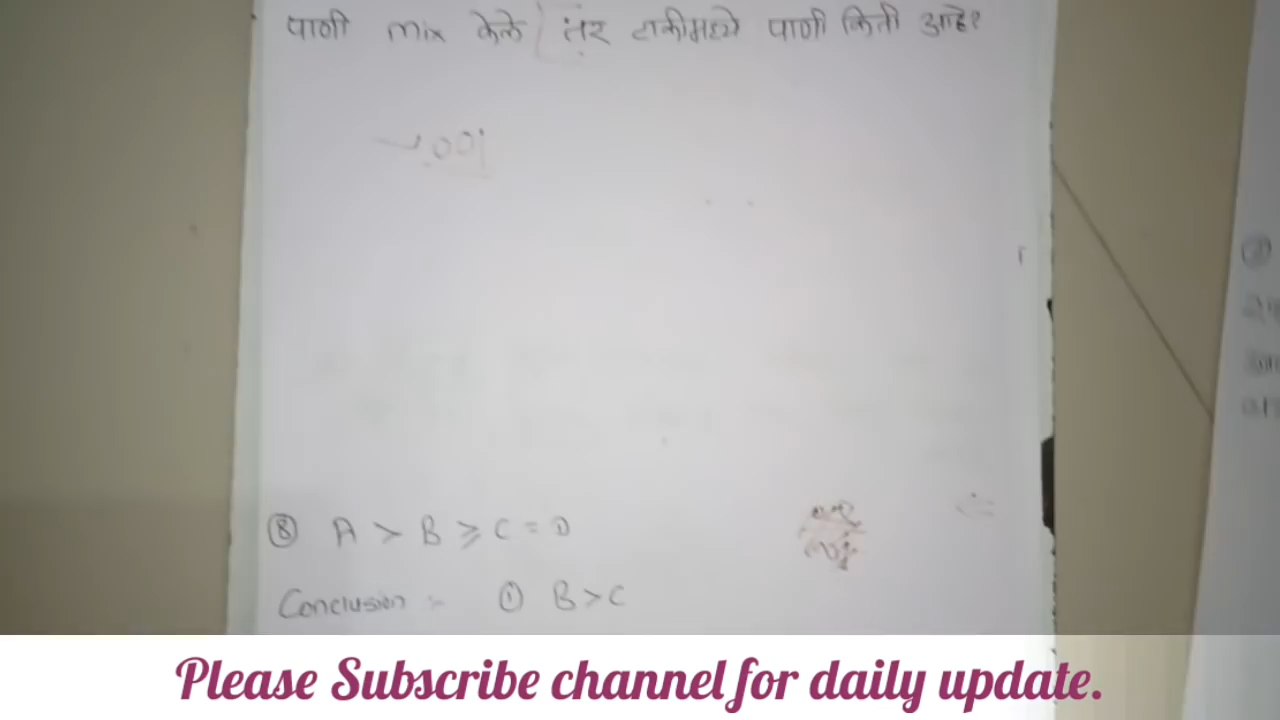 पाणी mix केले तर टाकीमध्ये पाणी किती आहे?
⑧ A > B ≥ C = D
Conclusion :- ① B > C
Please Subscribe channel for daily update.